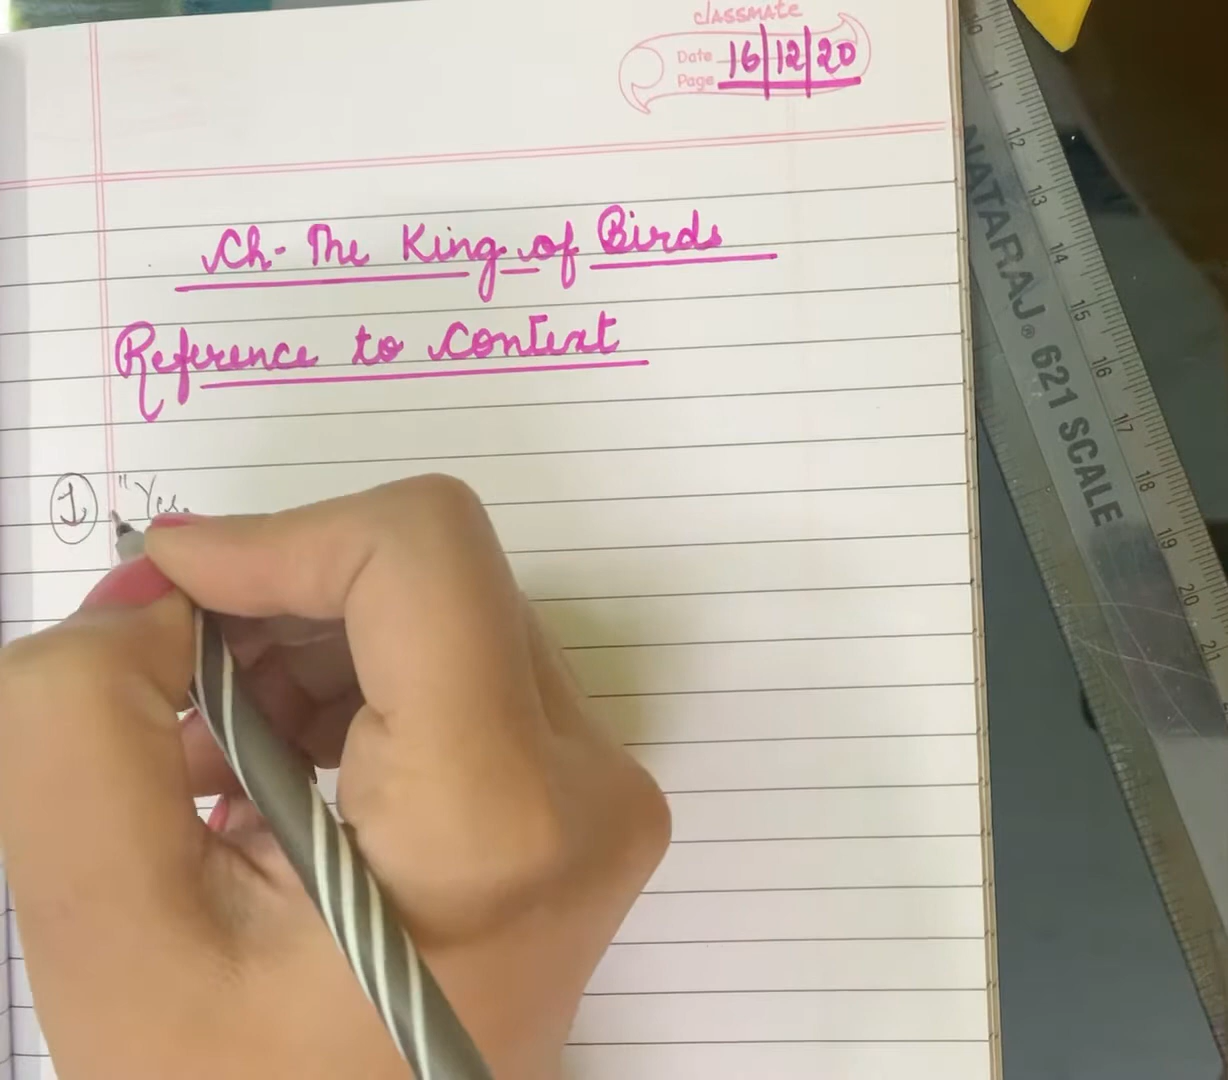 classmate
Date 16/12/20
Page
Ch- The King of Birds
Reference to Context
1 "Yes,
10 11 12 13 14 15 16 17 18 19 20 21
NATARAJ® 621 SCALE